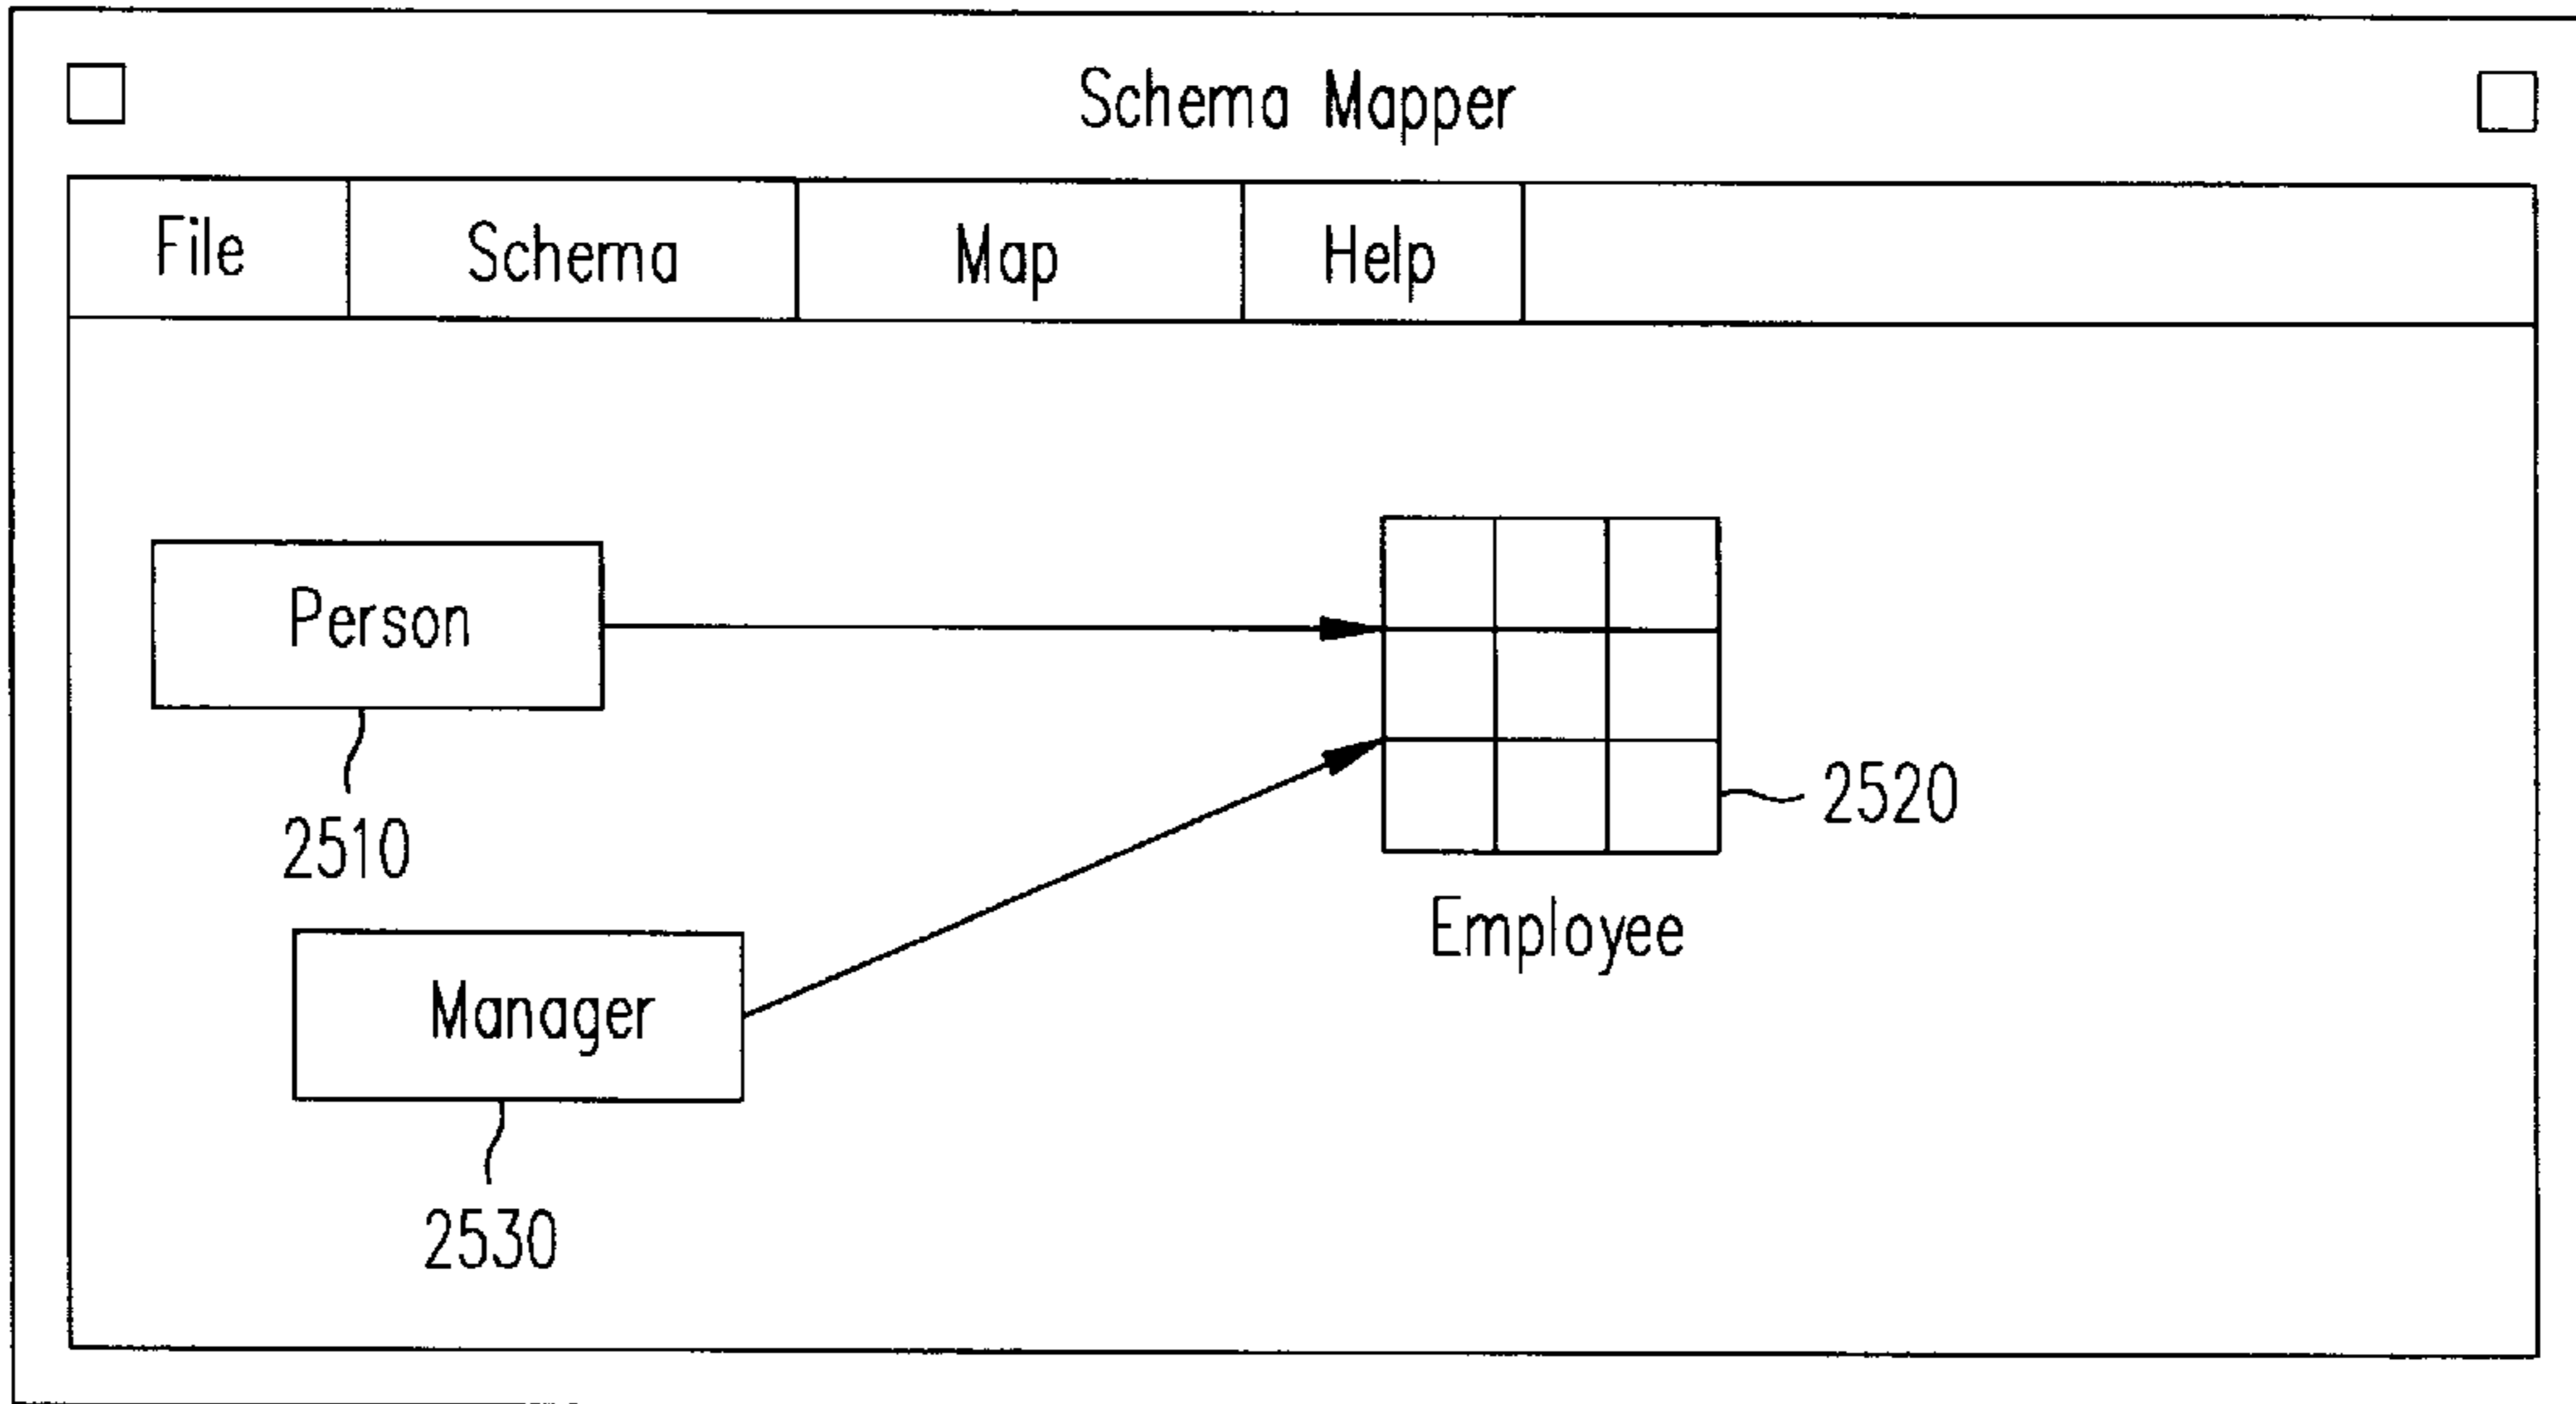 Schema Mapper
File Schema Map Help
Person
2510
2520
Employee
Manager
2530